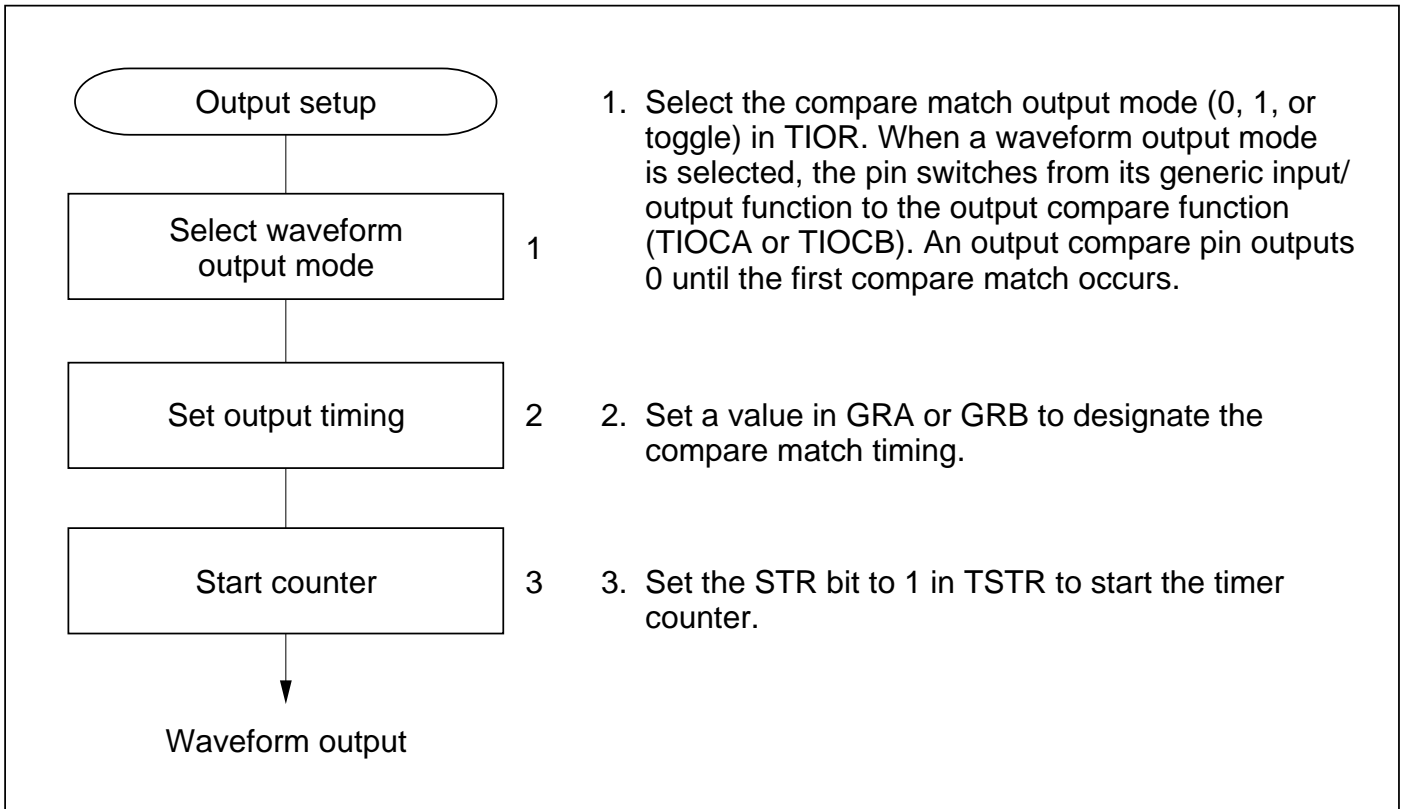 Output setup
1. Select the compare match output mode (0, 1, or
toggle) in TIOR. When a waveform output mode
is selected, the pin switches from its generic input/
output function to the output compare function
(TIOCA or TIOCB). An output compare pin outputs
0 until the first compare match occurs.
Select waveform
output mode
1
Set output timing
2
2. Set a value in GRA or GRB to designate the
compare match timing.
Start counter
3
3. Set the STR bit to 1 in TSTR to start the timer
counter.
Waveform output